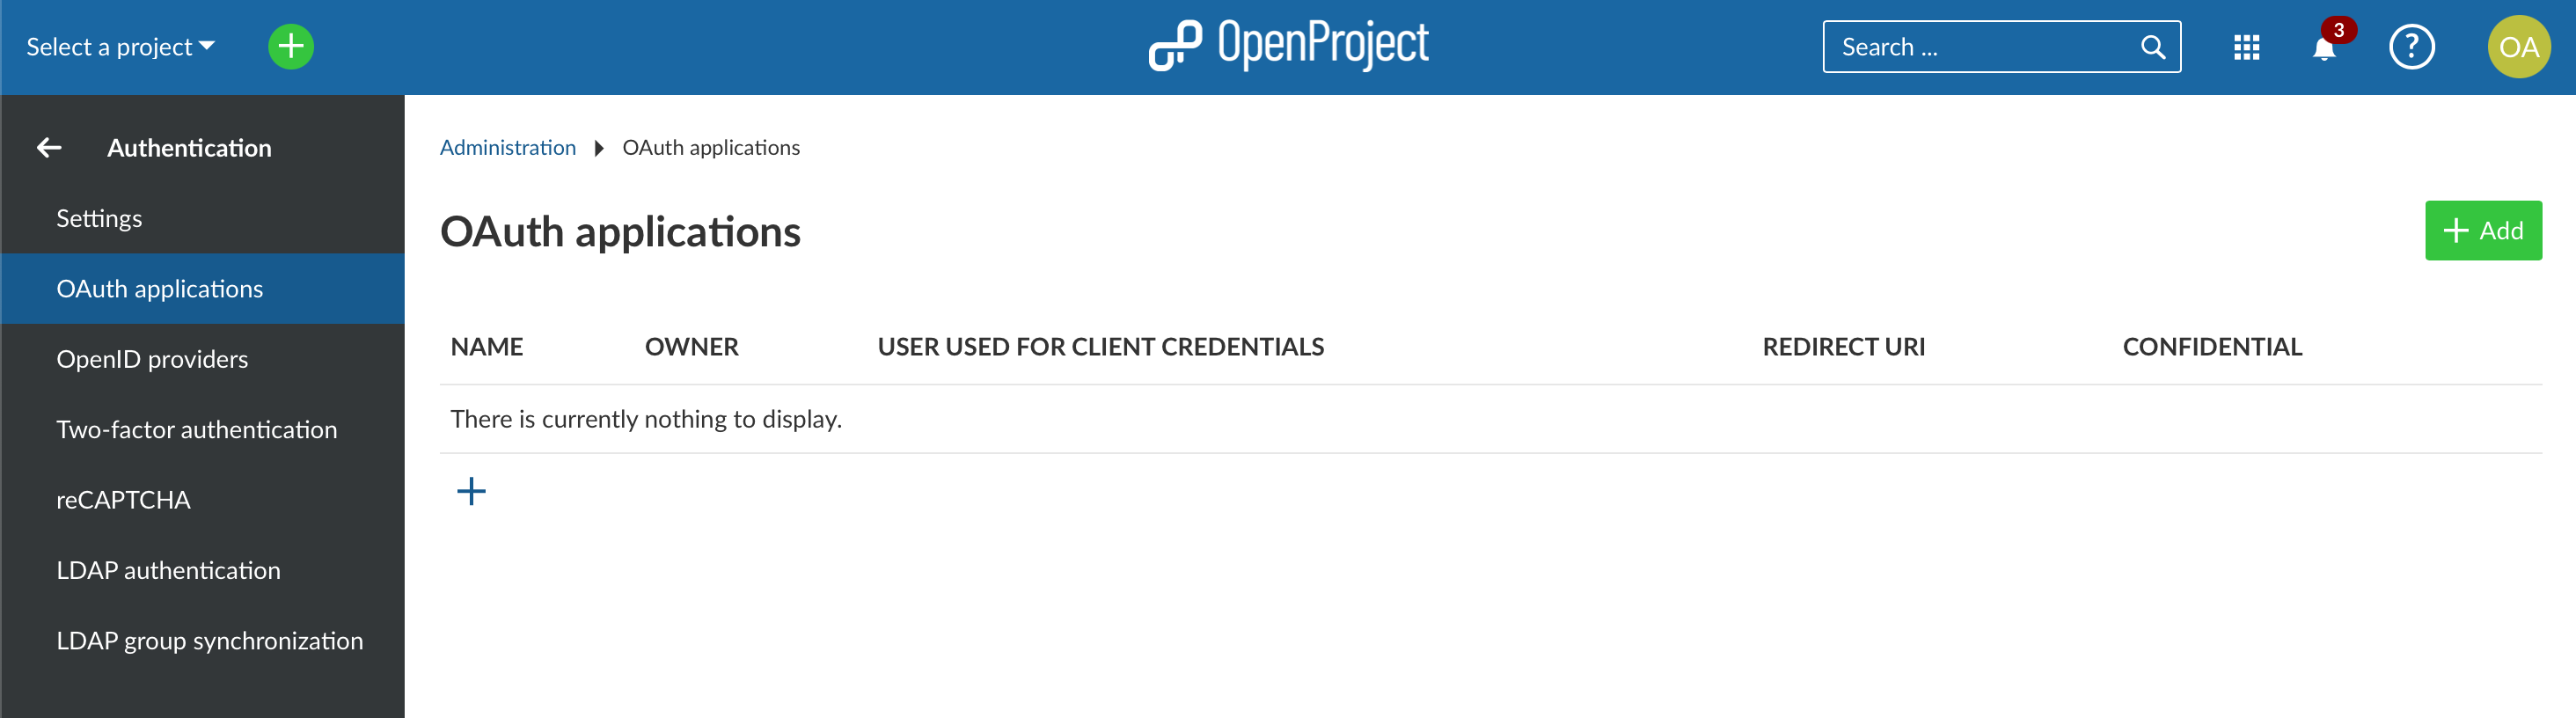 Select a project
OpenProject
Search ...
3
?
OA
Authentication
Settings
OAuth applications
OpenID providers
Two-factor authentication
reCAPTCHA
LDAP authentication
LDAP group synchronization
Administration OAuth applications
OAuth applications
Add
NAME OWNER USER USED FOR CLIENT CREDENTIALS REDIRECT URI CONFIDENTIAL
There is currently nothing to display.